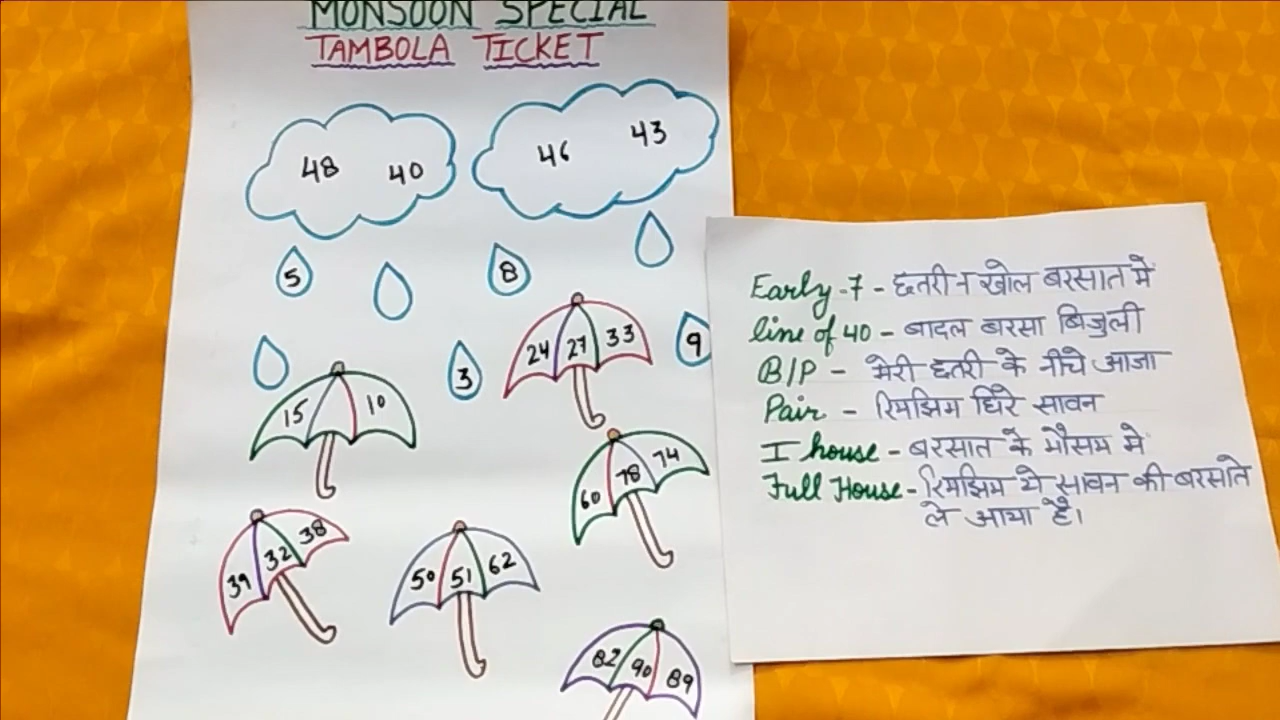 MONSOON SPECIAL
TAMBOLA TICKET
48 40
46 43
5
8
3
9
24 27 33
15 10
60 78 74
39 32 38
50 51 62
82 90 89
Early-7 - छतरी न खोल बरसात में
line of 40 - बादल बरसा बिजुली
B/P - मेरी छतरी के नीचे आजा
Pair - रिमझिम घिरे सावन
I house - बरसात के मौसम में
Full House - रिमझिम ये सावन की बरसाते
ले आया है।